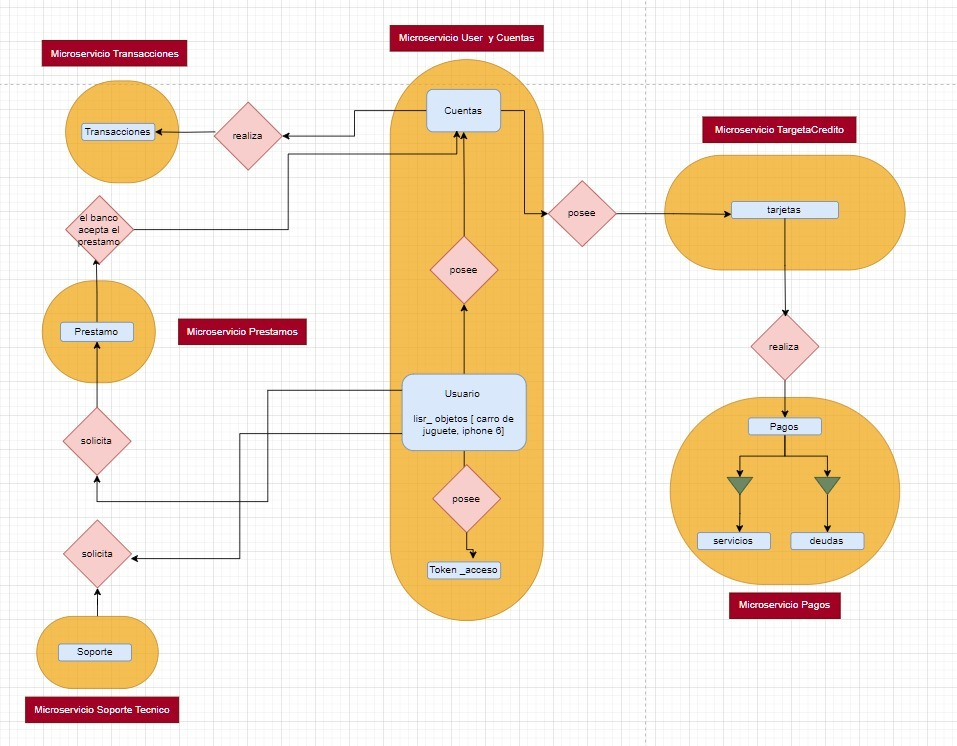 Microservicio User  y Cuentas
Microservicio Transacciones
Cuentas
Transacciones
realiza
Microservicio TargetaCredito
tarjetas
posee
el banco
acepta el
prestamo
posee
Prestamo
Microservicio Prestamos
realiza
Usuario
lisr_ objetos [ carro de
juguete, iphone 6]
Pagos
solicita
posee
servicios
deudas
solicita
Token _acceso
Microservicio Pagos
Soporte
Microservicio Soporte Tecnico